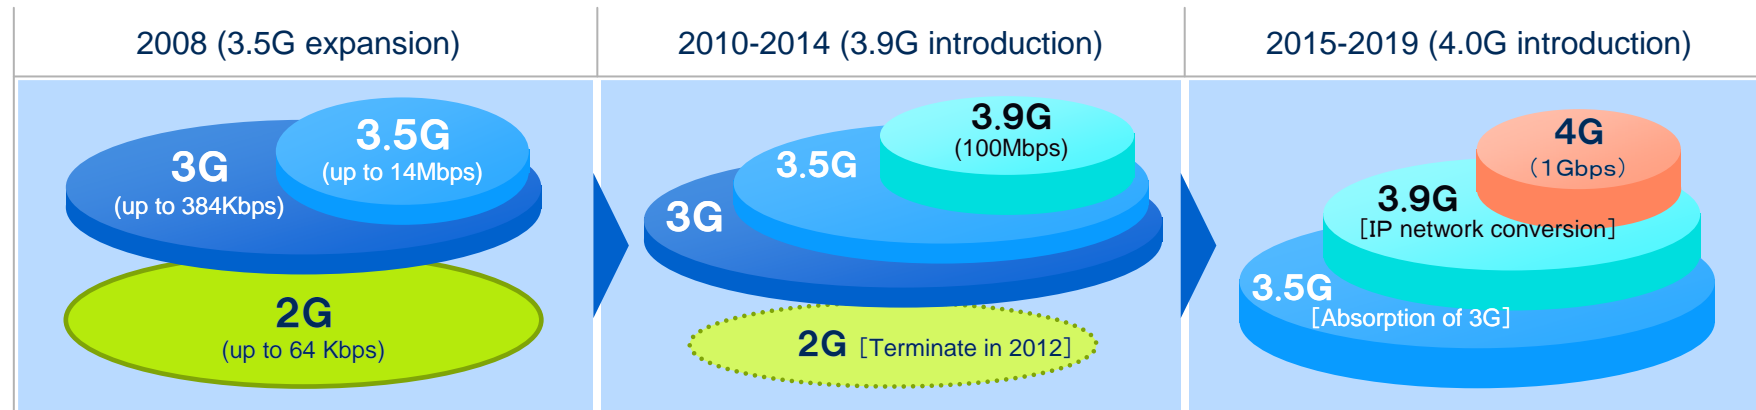 2008 (3.5G expansion)
3G
(up to 384Kbps)
3.5G
(up to 14Mbps)
2G
(up to 64 Kbps)
2010-2014 (3.9G introduction)
3G
3.5G
3.9G
(100Mbps)
2G [Terminate in 2012]
2015-2019 (4.0G introduction)
4G
(1Gbps)
3.9G
[IP network conversion]
3.5G
[Absorption of 3G]